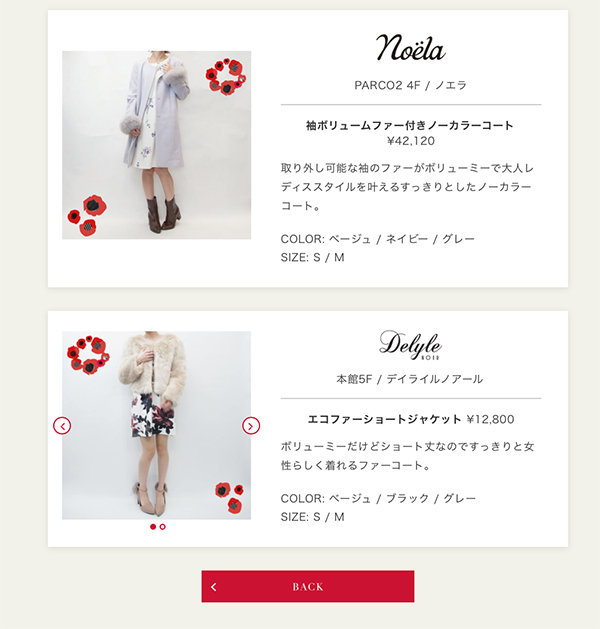 Noëla
PARCO2 4F / ノエラ
袖ボリュームファー付きノーカラーコート
¥42,120
取り外し可能な袖のファーがボリューミーで大人レ
ディススタイルを叶えるすっきりとしたノーカラー
コート。
COLOR: ベージュ / ネイビー / グレー
SIZE: S / M
Delyle
NOIR
本館5F / デイライルノアール
エコファーショートジャケット ¥12,800
ボリューミーだけどショート丈なのですっきりと女
性らしく着れるファーコート。
COLOR: ベージュ / ブラック / グレー
SIZE: S / M
BACK